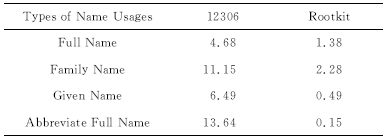 Types of Name Usages 12306 Rootkit
Full Name 4.68 1.38
Family Name 11.15 2.28
Given Name 6.49 0.49
Abbreviate Full Name 13.64 0.15